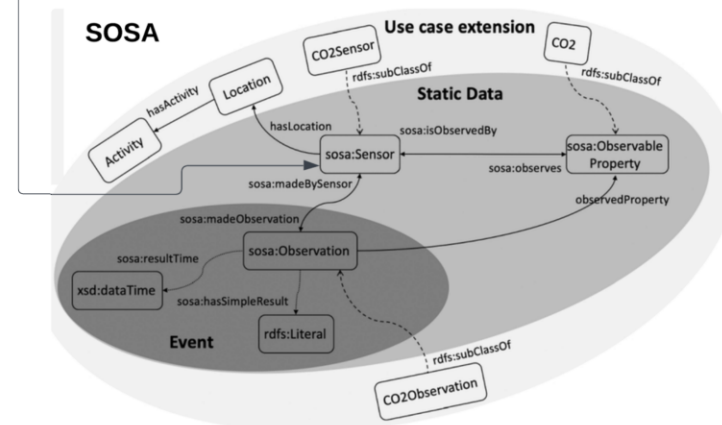 SOSA
Use case extension
CO2Sensor
CO2
rdfs:subClassOf
rdfs:subClassOf
Static Data
Location
hasActivity
Activity
hasLocation
sosa:isObservedBy
sosa:Sensor
sosa:Observable
Property
sosa:observes
sosa:madeBySensor
observedProperty
sosa:madeObservation
sosa:Observation
sosa:resultTime
xsd:dataTime
sosa:hasSimpleResult
rdfs:Literal
Event
rdfs:subClassOf
CO2Observation